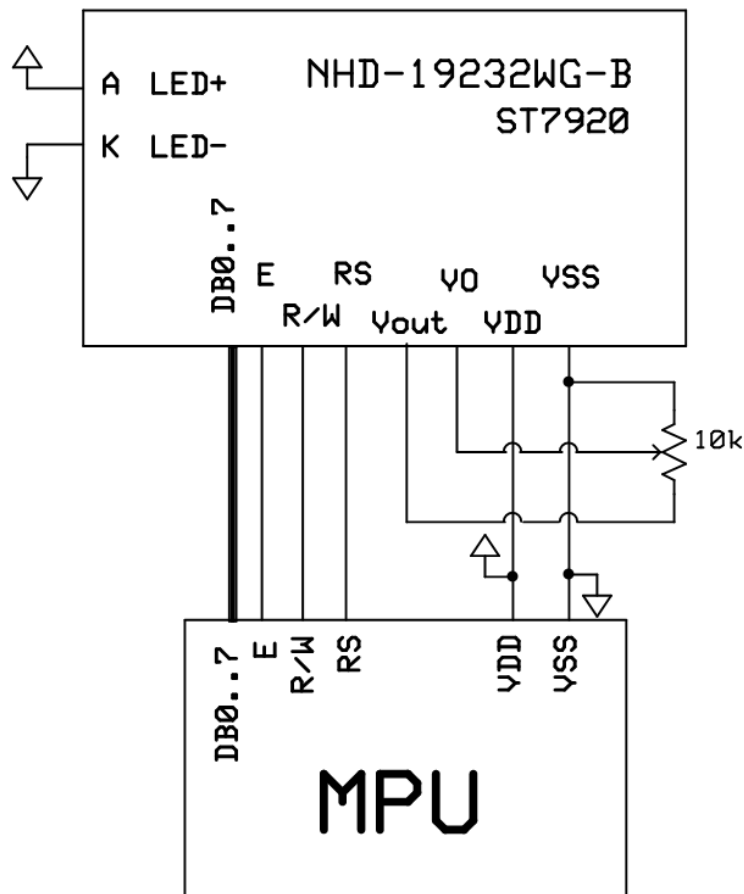 NHD-19232WG-B
ST7920
A LED+
K LED-
DB0..7
E
R/W
RS
Vout
VO
VDD
VSS
10k
DB0..7
E
R/W
RS
VDD
VSS
MPU